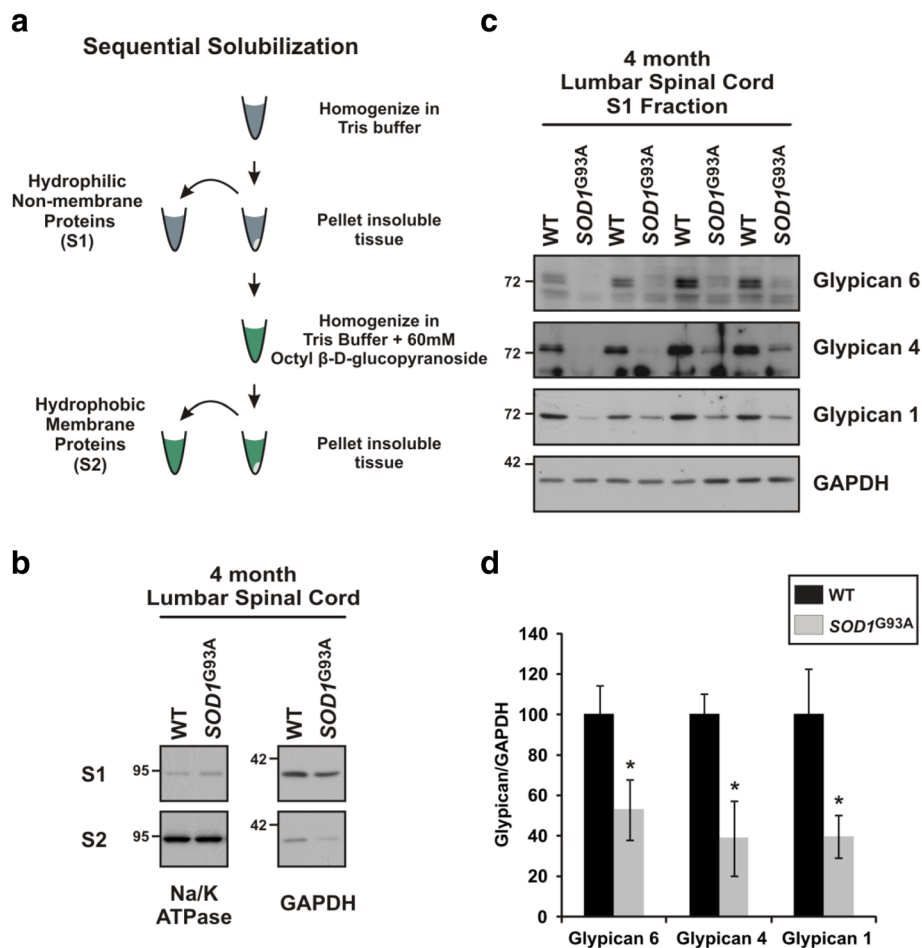 a
Sequential Solubilization
Homogenize in
Tris buffer
Hydrophilic
Non-membrane
Proteins
(S1)
Pellet insoluble
tissue
Homogenize in
Tris Buffer + 60mM
Octyl β-D-glucopyranoside
Hydrophobic
Membrane
Proteins
(S2)
Pellet insoluble
tissue
b
4 month
Lumbar Spinal Cord
WT
SOD1G93A
WT
SOD1G93A
S1
95
42
S2
95
42
Na/K
ATPase
GAPDH
c
4 month
Lumbar Spinal Cord
S1 Fraction
WT
SOD1G93A
WT
SOD1G93A
WT
SOD1G93A
WT
SOD1G93A
72
Glypican 6
72
Glypican 4
72
Glypican 1
42
GAPDH
d
WT
SOD1G93A
Glypican/GAPDH
140
120
100
80
60
40
20
0
*
*
*
Glypican 6
Glypican 4
Glypican 1